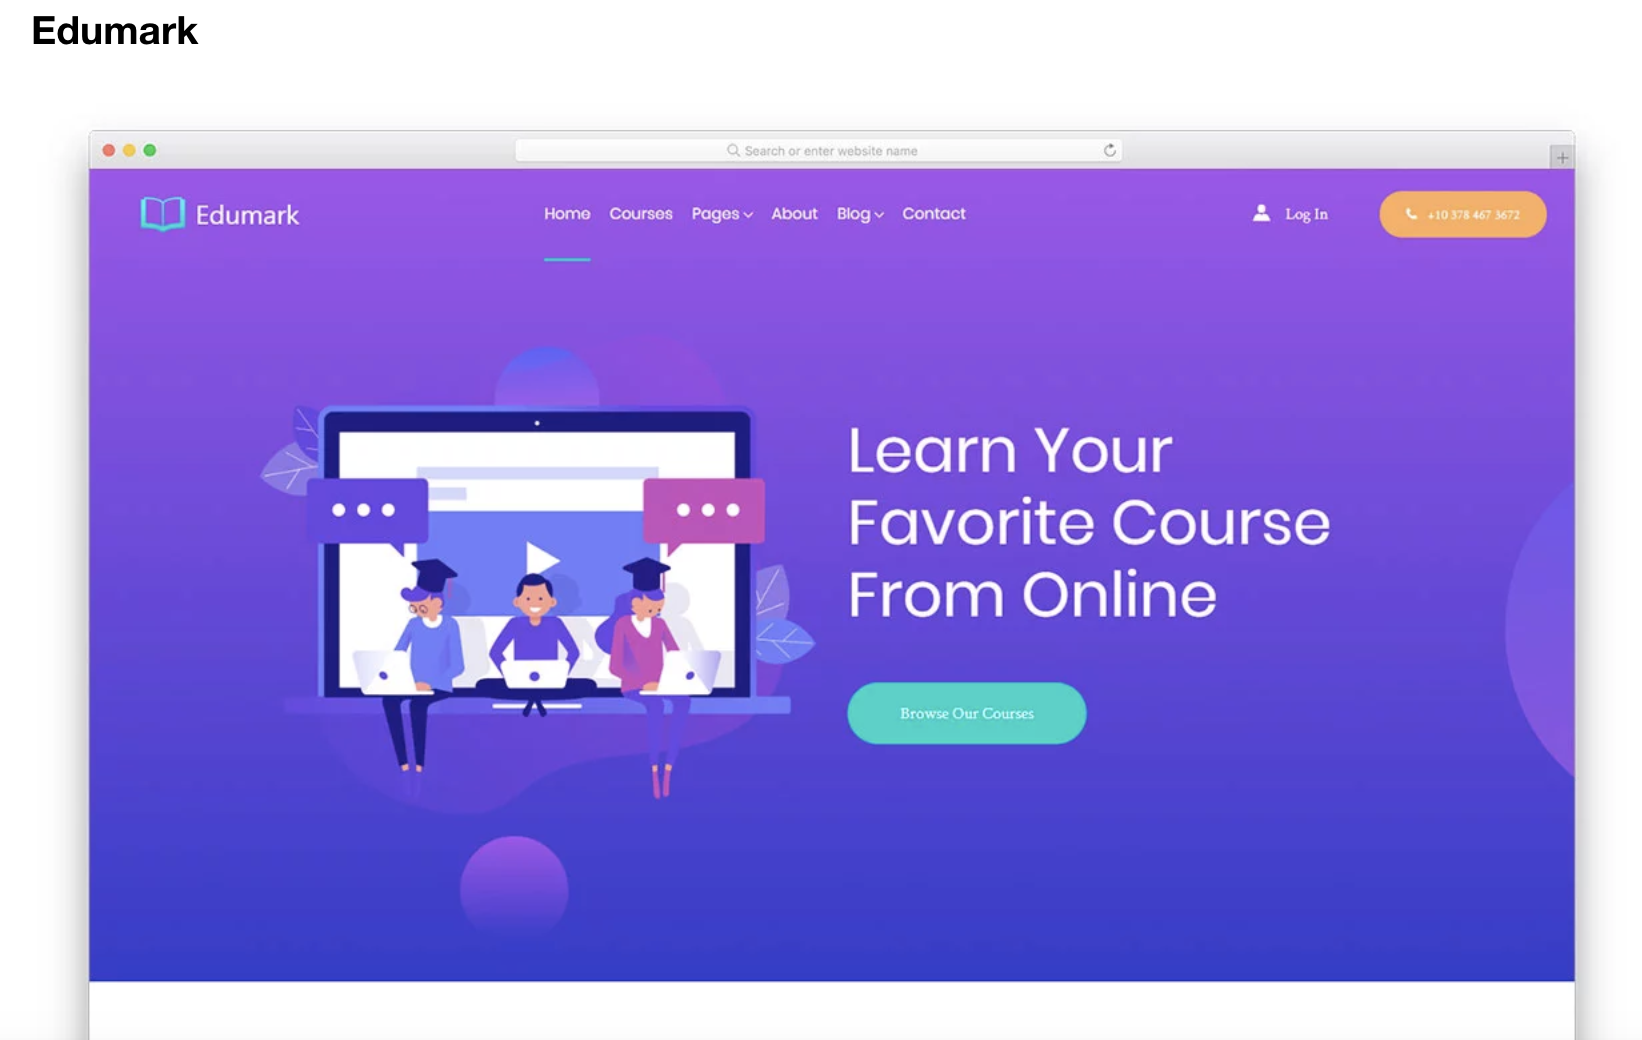 Edumark
Search or enter website name
Edumark
Home Courses Pages About Blog Contact
Log In
+10 378 467 3672
Learn Your
Favorite Course
From Online
Browse Our Courses